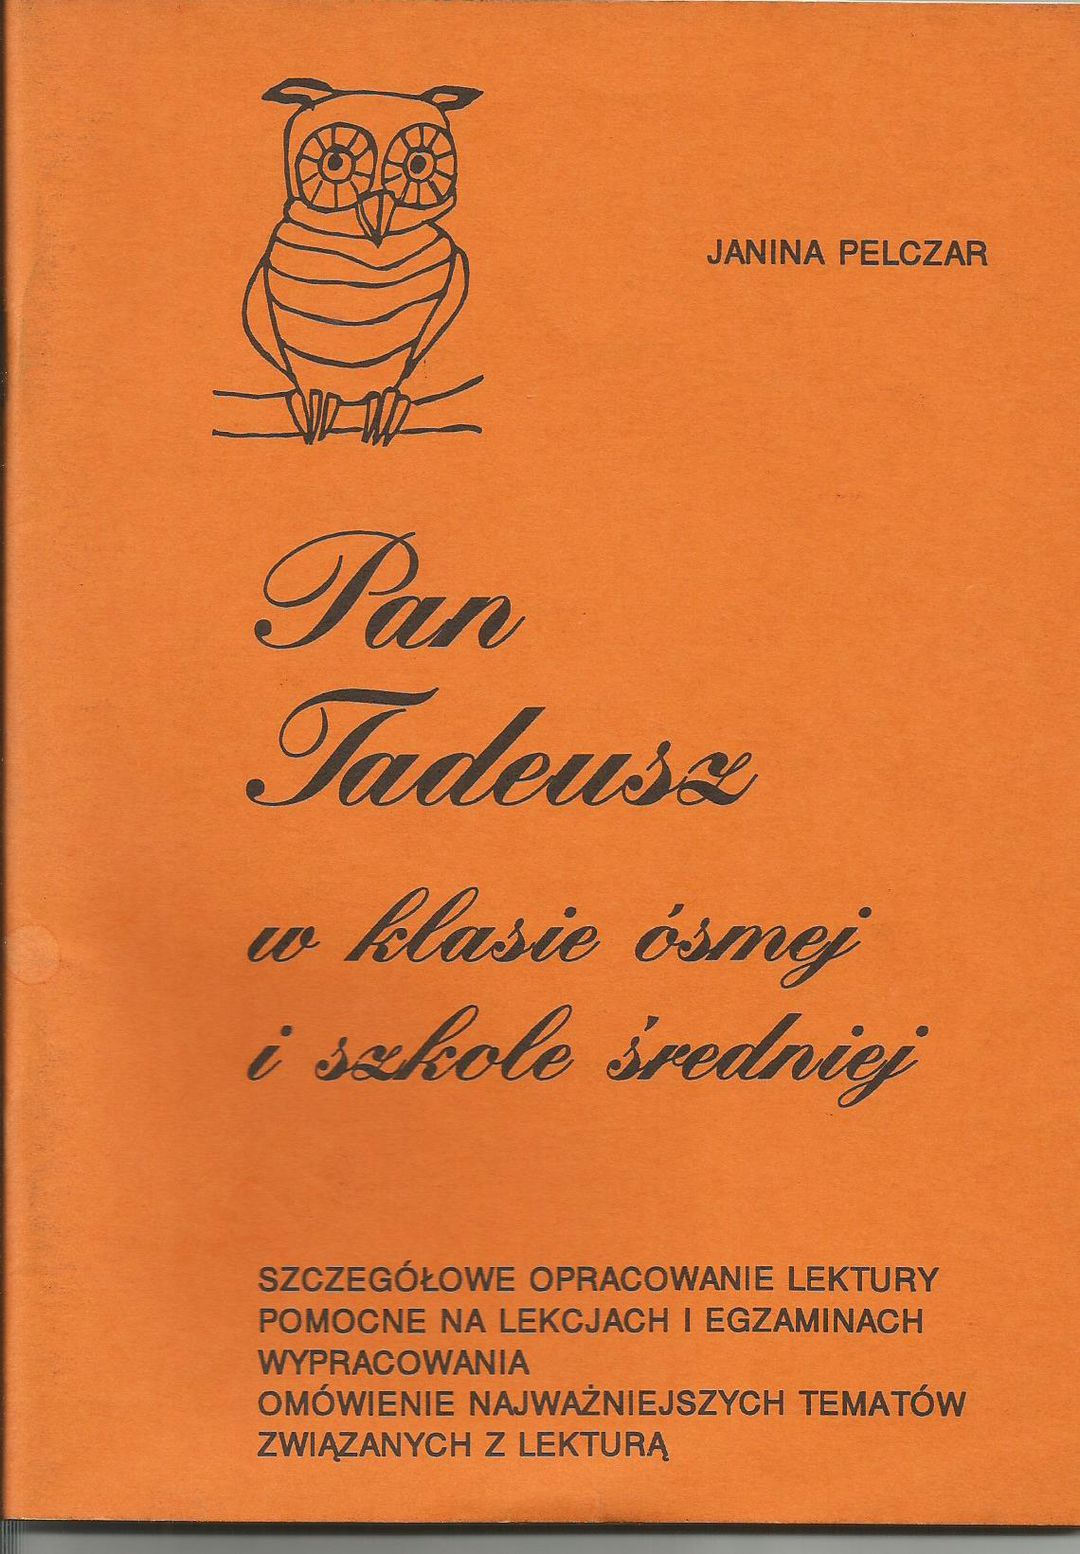 JANINA PELCZAR
Pan
Tadeusz
w klasie ósmej
i szkole średniej
SZCZEGÓŁOWE OPRACOWANIE LEKTURY
POMOCNE NA LEKCJACH I EGZAMINACH
WYPRACOWANIA
OMÓWIENIE NAJWAŻNIEJSZYCH TEMATÓW
ZWIĄZANYCH Z LEKTURĄ